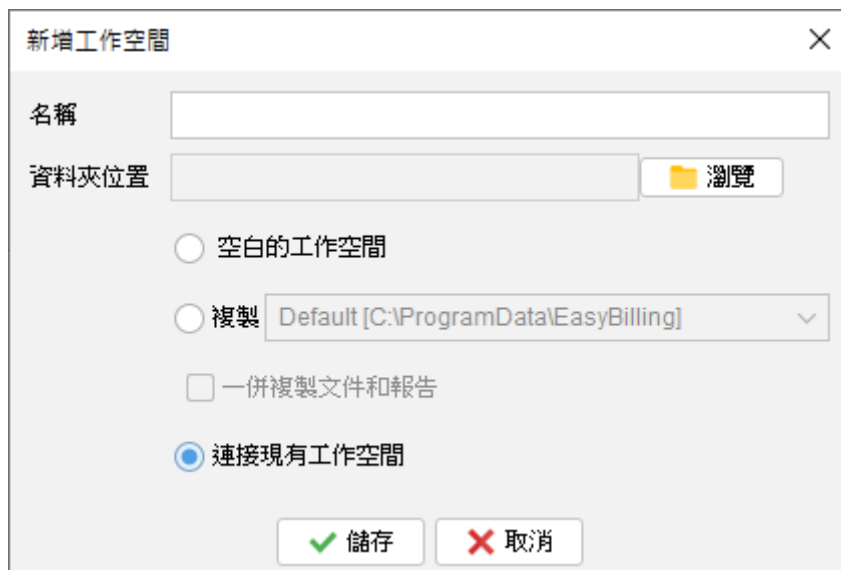 新增工作空間
名稱
資料夾位置 瀏覽
空白的工作空間
複製 Default [C:\ProgramData\EasyBilling]
一併複製文件和報告
連接現有工作空間
儲存 取消